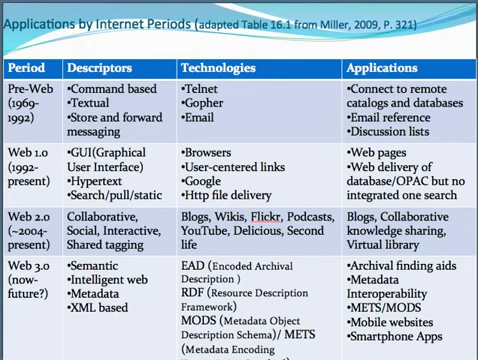 Applications by Internet Periods (adapted Table 16.1 from Miller, 2009, P. 321)
Period
Descriptors
Technologies
Applications
Pre-Web
(1969-
1992)
•Command based
•Textual
•Store and forward
messaging
•Telnet
•Gopher
•Email
•Connect to remote
catalogs and databases
•Email reference
•Discussion lists
Web 1.0
(1992-
present)
•GUI(Graphical
User Interface)
•Hypertext
•Search/pull/static
•Browsers
•User-centered links
•Google
•Http file delivery
•Web pages
•Web delivery of
database/OPAC but no
integrated one search
Web 2.0
(~2004-
present)
Collaborative,
Social, Interactive,
Shared tagging
Blogs, Wikis, Flickr, Podcasts,
YouTube, Delicious, Second
life
Blogs, Collaborative
knowledge sharing,
Virtual library
Web 3.0
(now-
future?)
•Semantic
•Intelligent web
•Metadata
•XML based
EAD (Encoded Archival
Description )
RDF (Resource Description
Framework)
MODS (Metadata Object
Description Schema)/ METS
(Metadata Encoding
•Archival finding aids
•Metadata
Interoperability
•METS/MODS
•Mobile websites
•Smartphone Apps